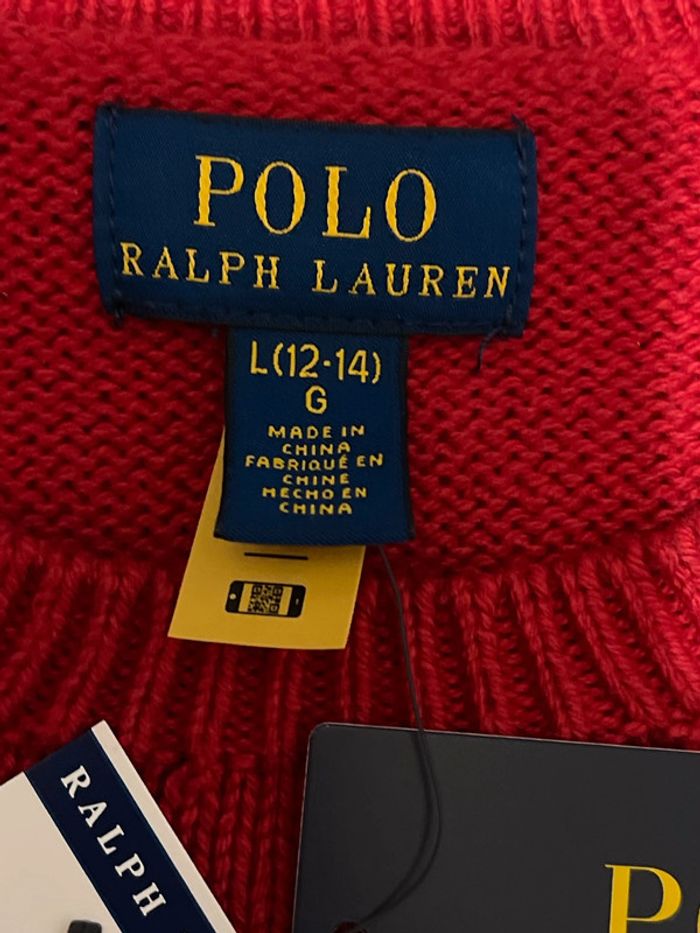 POLO
RALPH LAUREN
L(12-14)
G
MADE IN
CHINA
FABRIQUÉ EN
CHINE
HECHO EN
CHINA
RALPH